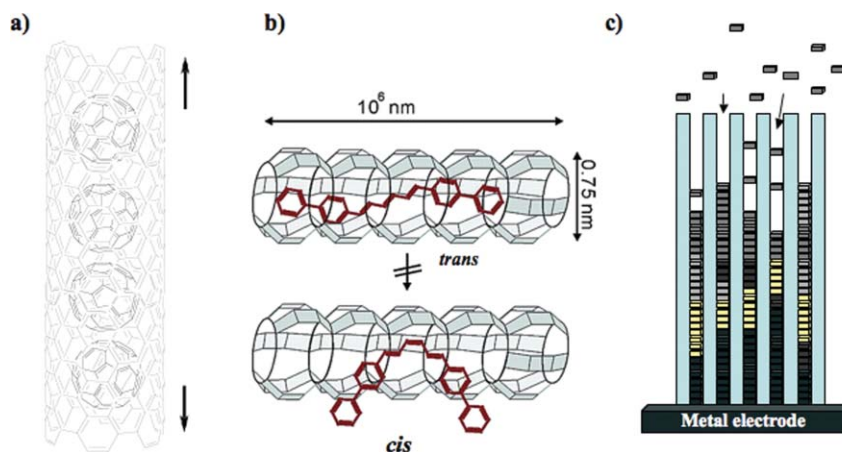 a)
b)
c)
10⁶ nm
0.75 nm
trans
cis
Metal electrode